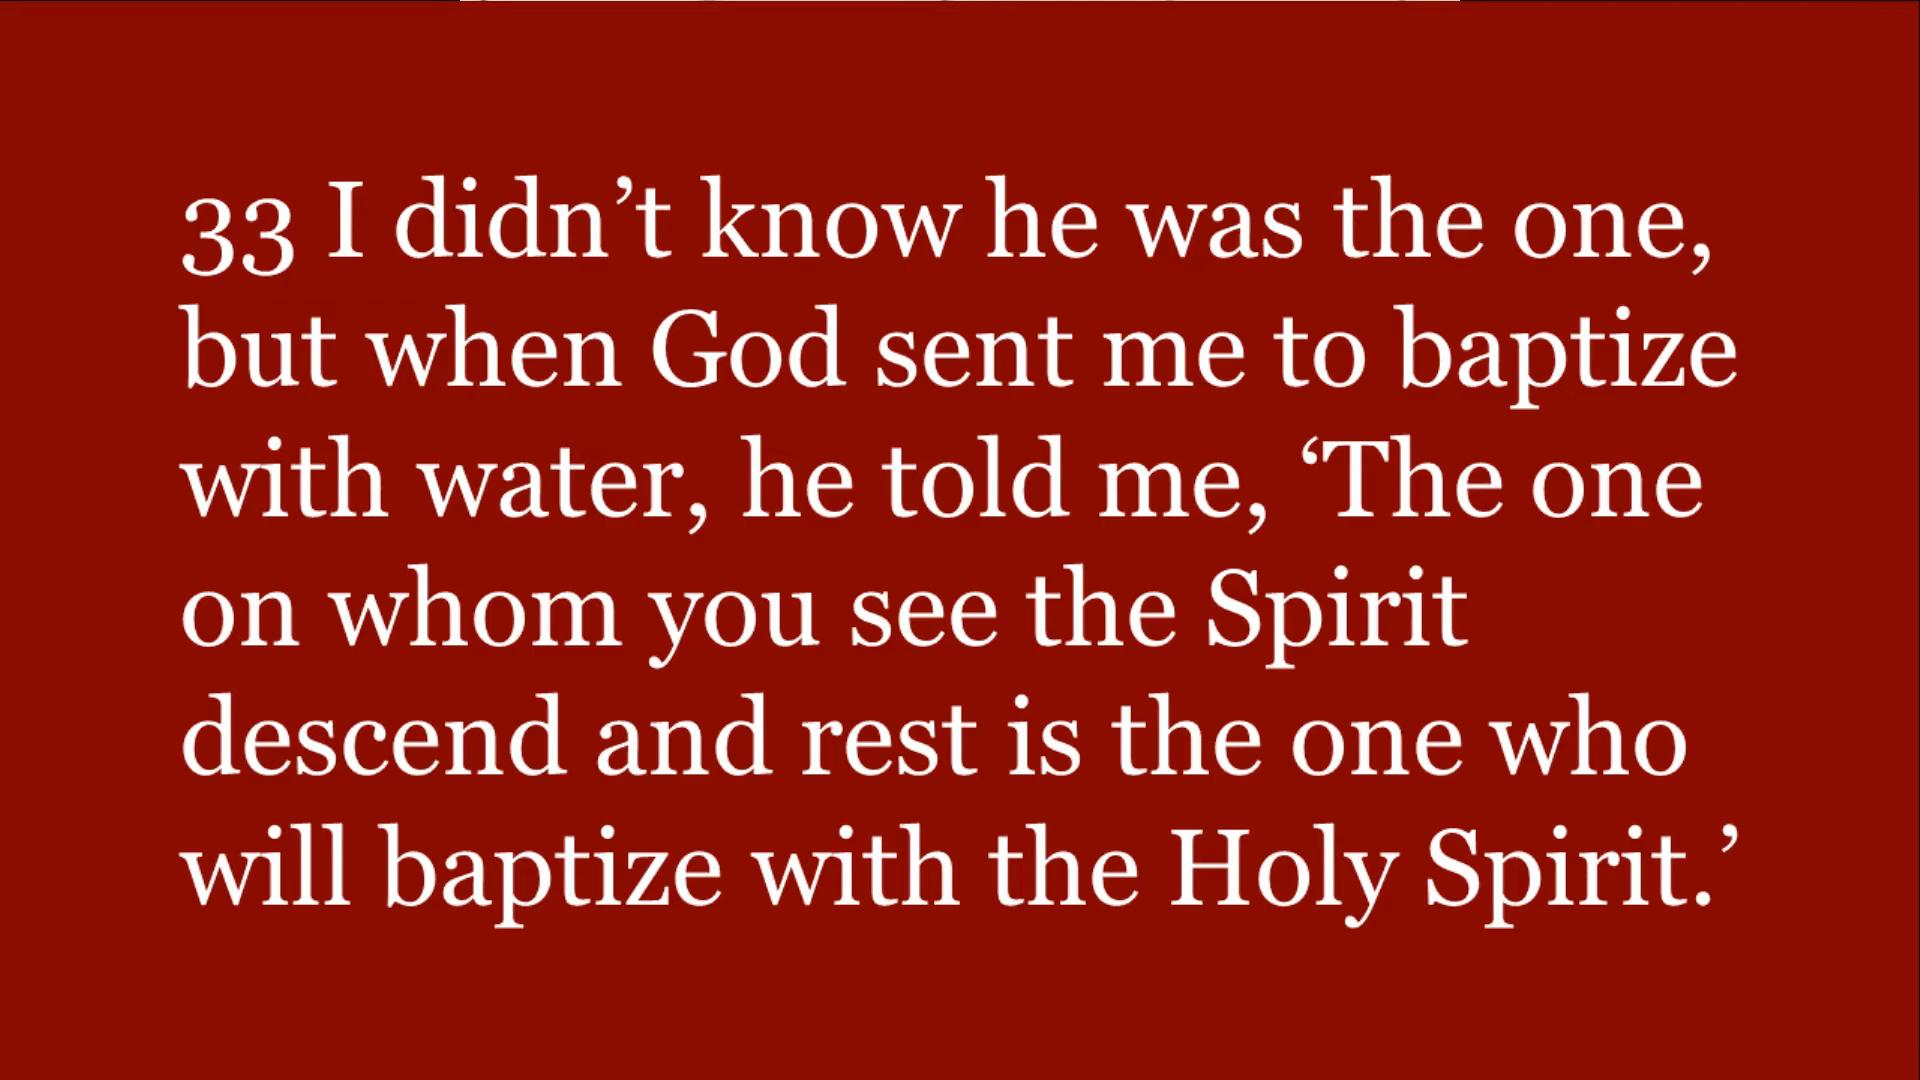 33 I didn’t know he was the one,
but when God sent me to baptize
with water, he told me, ‘The one
on whom you see the Spirit
descend and rest is the one who
will baptize with the Holy Spirit.’